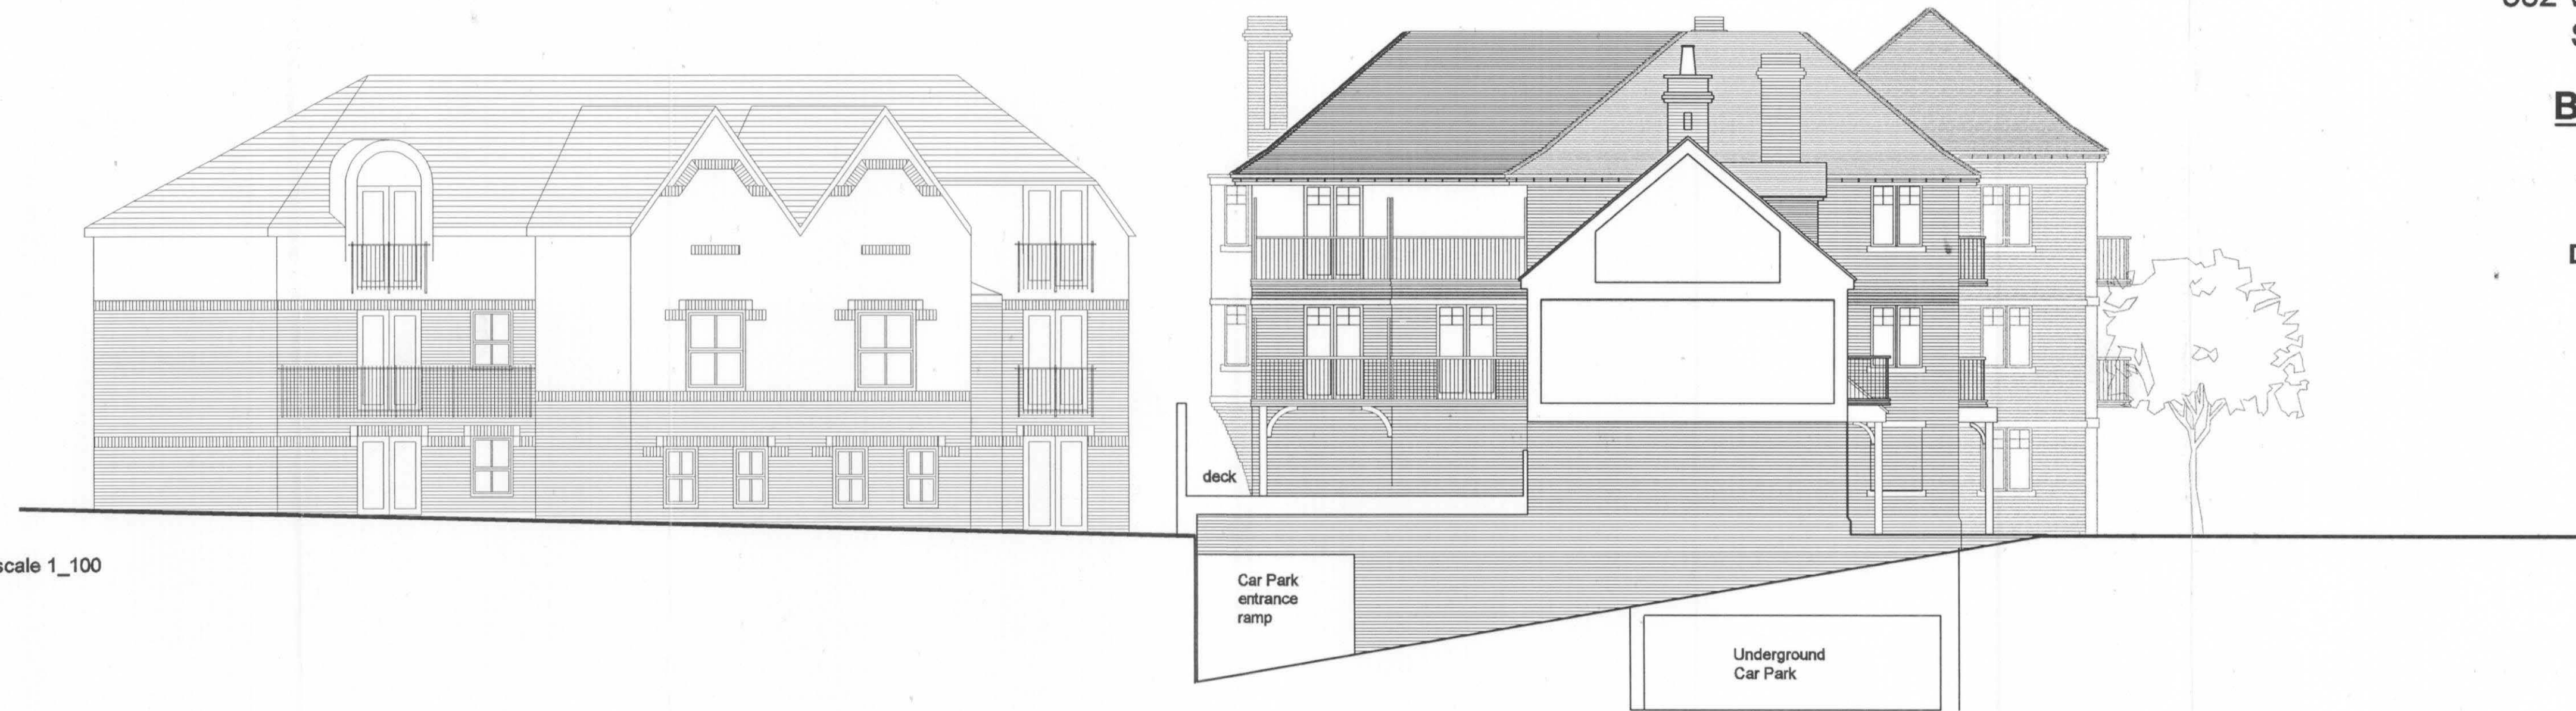 deck
scale 1_100
Car Park
entrance
ramp
Underground
Car Park
B